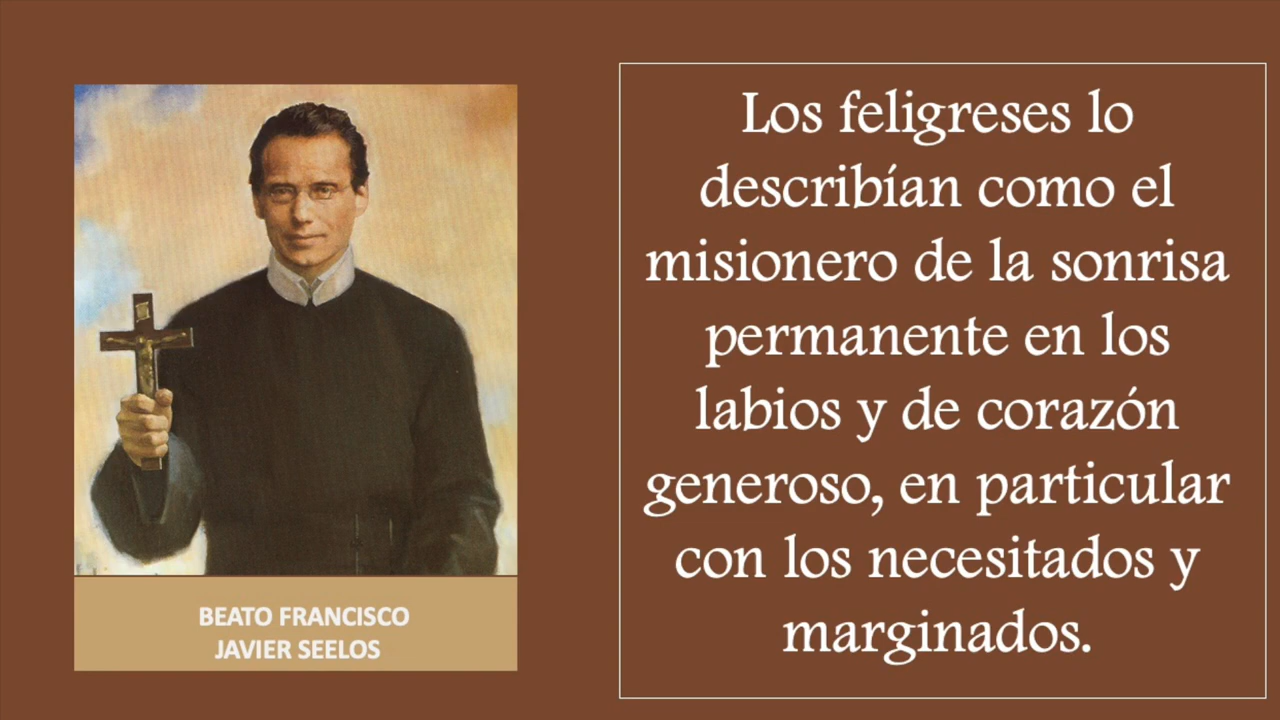 BEATO FRANCISCO
JAVIER SEELOS
Los feligreses lo
describían como el
misionero de la sonrisa
permanente en los
labios y de corazón
generoso, en particular
con los necesitados y
marginados.